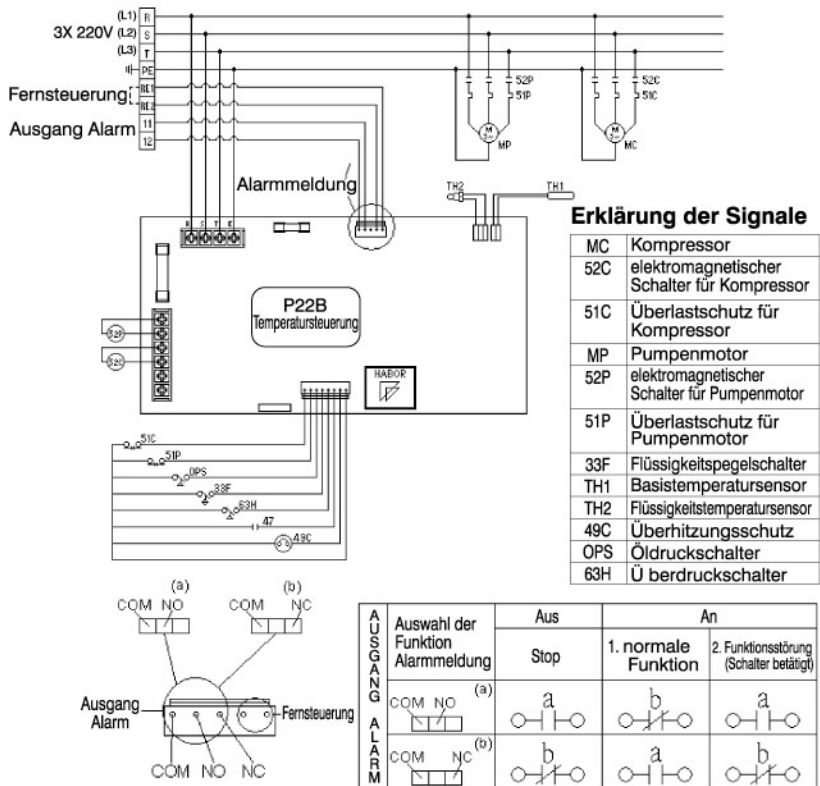 (L1) R
3X 220V (L2) S
(L3) T
PE
Fernsteuerung RE1
RE2
Ausgang Alarm 11
12
52P
51P
M
3~
MP
52C
51C
M
3~
MC
Alarmmeldung
TH2
TH1
R S T E
P22B
Temperatursteuerung
HABOR
52P
52C
51C
51P
OPS
33F
63H
47
49C
Erklärung der Signale
MC Kompressor
52C elektromagnetischer
Schalter für Kompressor
51C Überlastschutz für
Kompressor
MP Pumpenmotor
52P elektromagnetischer
Schalter für Pumpenmotor
51P Überlastschutz für
Pumpenmotor
33F Flüssigkeitspegelschalter
TH1 Basistemperatursensor
TH2 Flüssigkeitstemperatursensor
49C Überhitzungsschutz
OPS Öldruckschalter
63H Ü berdruckschalter
(a)
COM NO
(b)
COM NC
Ausgang
Alarm
Fernsteuerung
COM NO NC
AUSGANG ALARM
Auswahl der
Funktion
Alarmmeldung
Aus
An
Stop
1. normale
Funktion
2. Funktionsstörung
(Schalter betätigt)
(a)
COM NO
a
b
a
(b)
COM NC
b
a
b